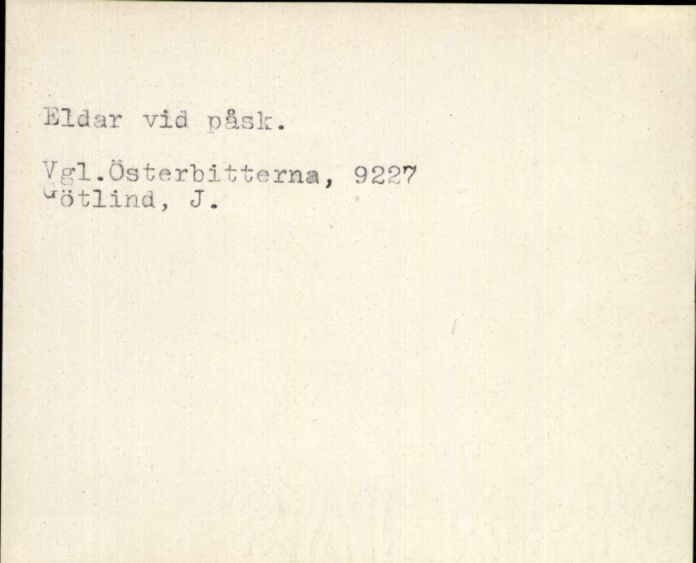 Eldar vid påsk.
Vgl.Österbitterna, 9227
Götlind, J.